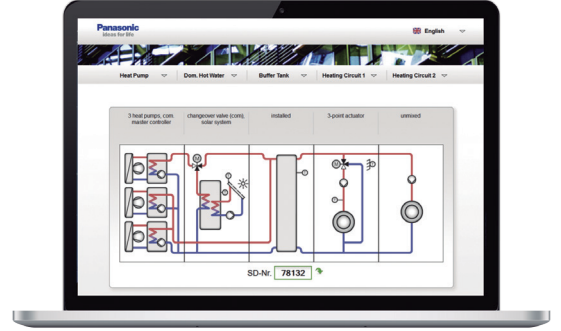 Panasonic
ideas for life
English
Heat Pump
Dom. Hot Water
Buffer Tank
Heating Circuit 1
Heating Circuit 2
3 heat pumps, com. master controller
changeover valve (com), solar system
installed
3-point actuator
unmixed
M
M
SD-Nr. 78132